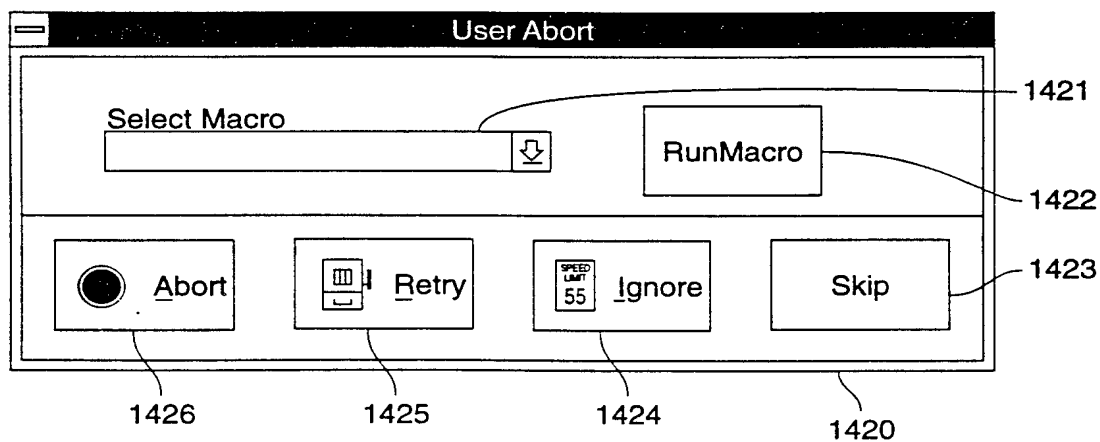 User Abort
1421
Select Macro
RunMacro
1422
Abort
Retry
SPEED
LIMIT
55
Ignore
Skip
1423
1426
1425
1424
1420